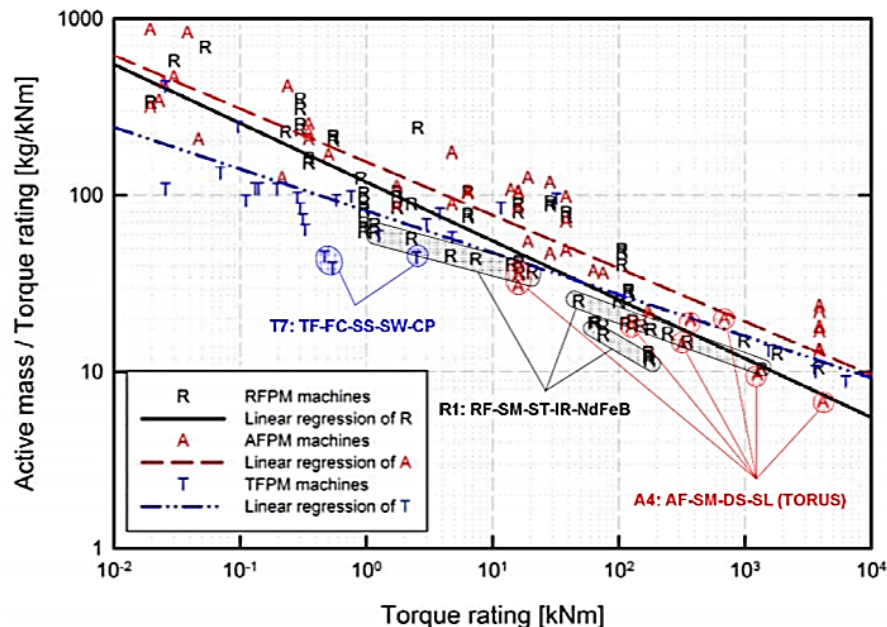 1000
100
10
1
Active mass / Torque rating [kg/kNm]
T7: TF-FC-SS-SW-CP
R1: RF-SM-ST-IR-NdFeB
A4: AF-SM-DS-SL (TORUS)
R RFPM machines
Linear regression of R
A AFPM machines
Linear regression of A
T TFPM machines
Linear regression of T
10-2 10-1 100 101 102 103 104
Torque rating [kNm]